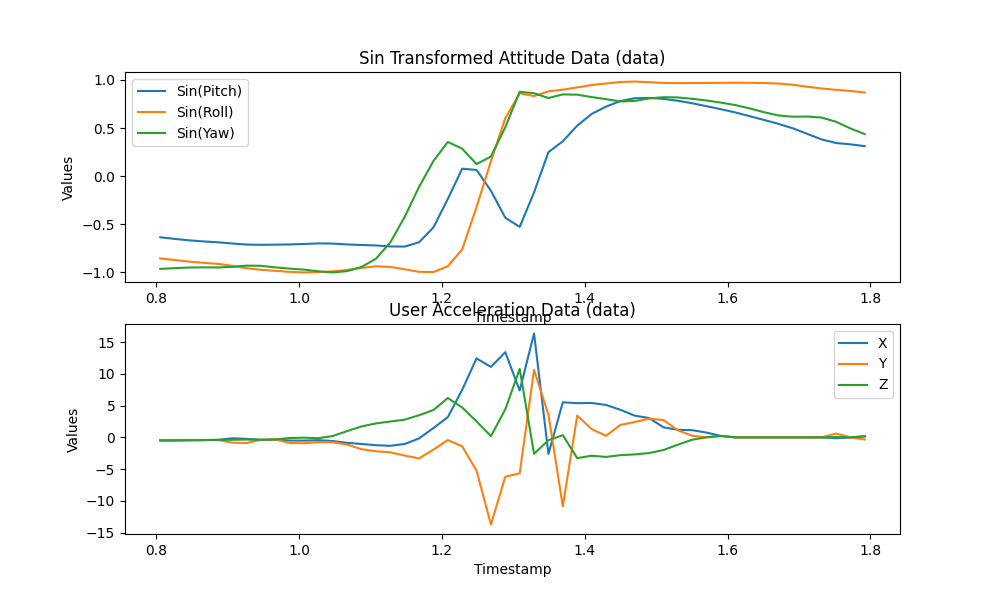 Sin Transformed Attitude Data (data)
Sin(Pitch)
Sin(Roll)
Sin(Yaw)
Values
1.0
0.5
0.0
−0.5
−1.0
0.8 1.0 1.2 1.4 1.6 1.8
Timestamp
User Acceleration Data (data)
X
Y
Z
Values
15
10
5
0
−5
−10
−15
0.8 1.0 1.2 1.4 1.6 1.8
Timestamp